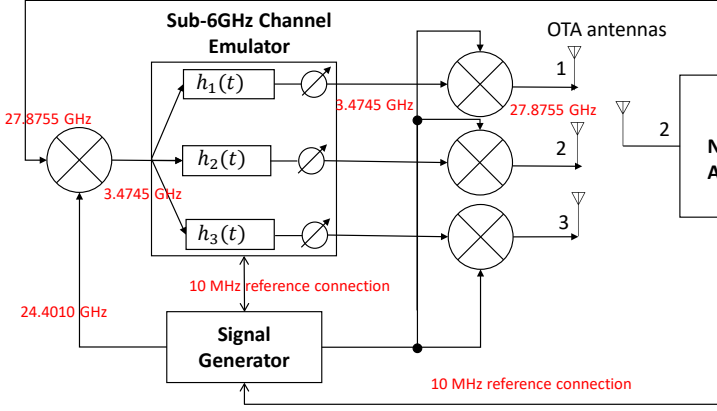 Sub-6GHz Channel
Emulator
OTA antennas
h₁(t)
1
3.4745 GHz
27.8755 GHz
27.8755 GHz
2
N
A
h₂(t)
2
3.4745 GHz
h₃(t)
3
10 MHz reference connection
24.4010 GHz
Signal
Generator
10 MHz reference connection